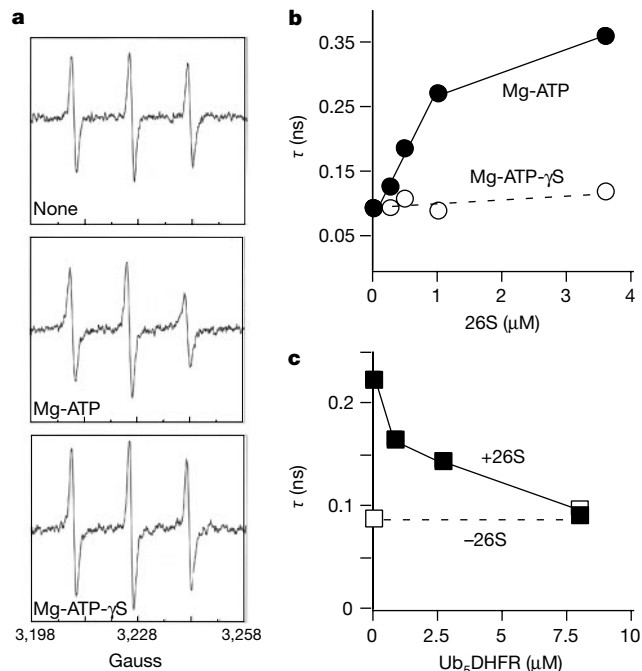 a
None
Mg-ATP
Mg-ATP-γS
3,198 3,228 3,258
Gauss
b
0.35
0.25
0.15
0.05
τ (ns)
Mg-ATP
Mg-ATP-γS
0 1 2 3 4
26S (μM)
c
0.2
0.1
0
τ (ns)
+26S
–26S
0 2.5 5 7.5 10
Ub₅DHFR (μM)